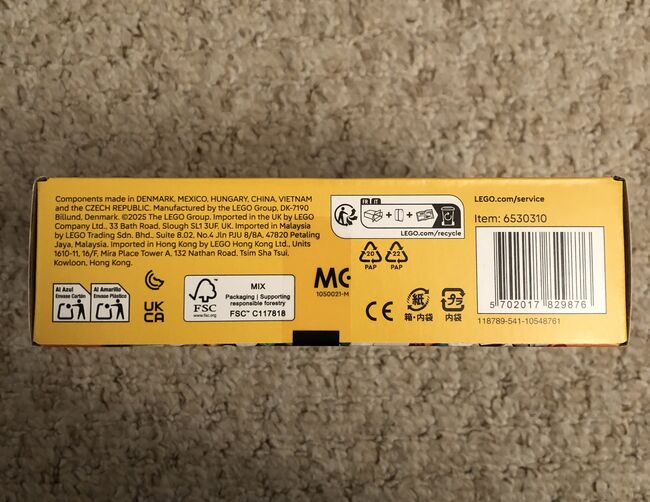 Components made in DENMARK, MEXICO, HUNGARY, CHINA, VIETNAM
and the CZECH REPUBLIC. Manufactured by the LEGO Group, DK-7190
Billund, Denmark. ©2025 The LEGO Group. Imported in the UK by LEGO
Company Ltd., 33 Bath Road, Slough SL1 3UF, UK. Imported in Malaysia
by LEGO Trading Sdn. Bhd., Suite 8.02, No.4 Jln PJU 8/8A, 47820 Petaling
Jaya, Malaysia. Imported in Hong Kong by LEGO Hong Kong Ltd., Units
1610-11, 16/F, Mira Place Tower A, 132 Nathan Road, Tsim Sha Tsui,
Kowloon, Hong Kong.
Al Azul
Envase Cartón
Al Amarillo
Envase Plástico
UK
CA
FSC
www.fsc.org
MIX
Packaging | Supporting
responsible forestry
FSC™ C117818
1050021-M
FR IT
LEGO.com/recycle
20
PAP
22
PAP
CE
紙
箱・内袋
プラ
内袋
LEGO.com/service
Item: 6530310
5 702017 829876
118789-541-10548761